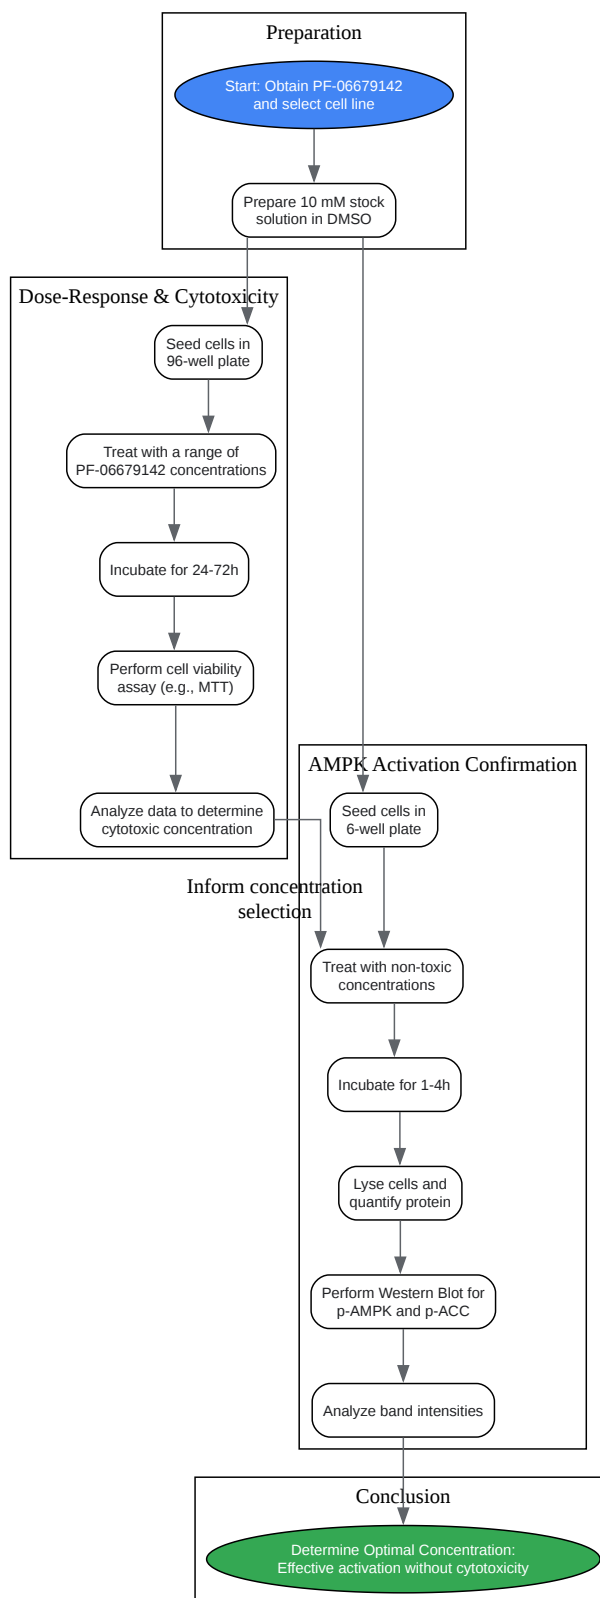 Preparation
Start: Obtain PF-06679142
and select cell line
Prepare 10 mM stock
solution in DMSO
Dose-Response & Cytotoxicity
Seed cells in
96-well plate
Treat with a range of
PF-06679142 concentrations
Incubate for 24-72h
Perform cell viability
assay (e.g., MTT)
Analyze data to determine
cytotoxic concentration
Inform concentration
selection
AMPK Activation Confirmation
Seed cells in
6-well plate
Treat with non-toxic
concentrations
Incubate for 1-4h
Lyse cells and
quantify protein
Perform Western Blot for
p-AMPK and p-ACC
Analyze band intensities
Conclusion
Determine Optimal Concentration:
Effective activation without cytotoxicity